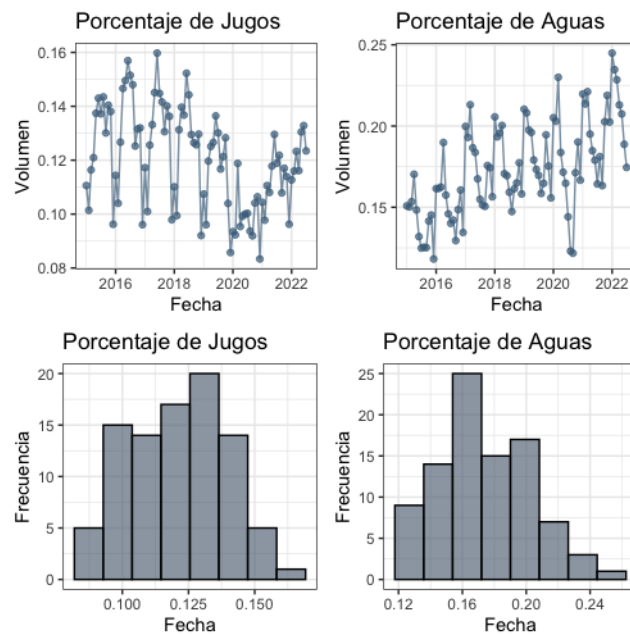 Porcentaje de Jugos
Volumen
0.16
0.14
0.12
0.10
0.08
2016 2018 2020 2022
Fecha
Porcentaje de Aguas
Volumen
0.25
0.20
0.15
2016 2018 2020 2022
Fecha
Porcentaje de Jugos
Frecuencia
20
15
10
5
0
0.100 0.125 0.150
Fecha
Porcentaje de Aguas
Frecuencia
25
20
15
10
5
0
0.12 0.16 0.20 0.24
Fecha